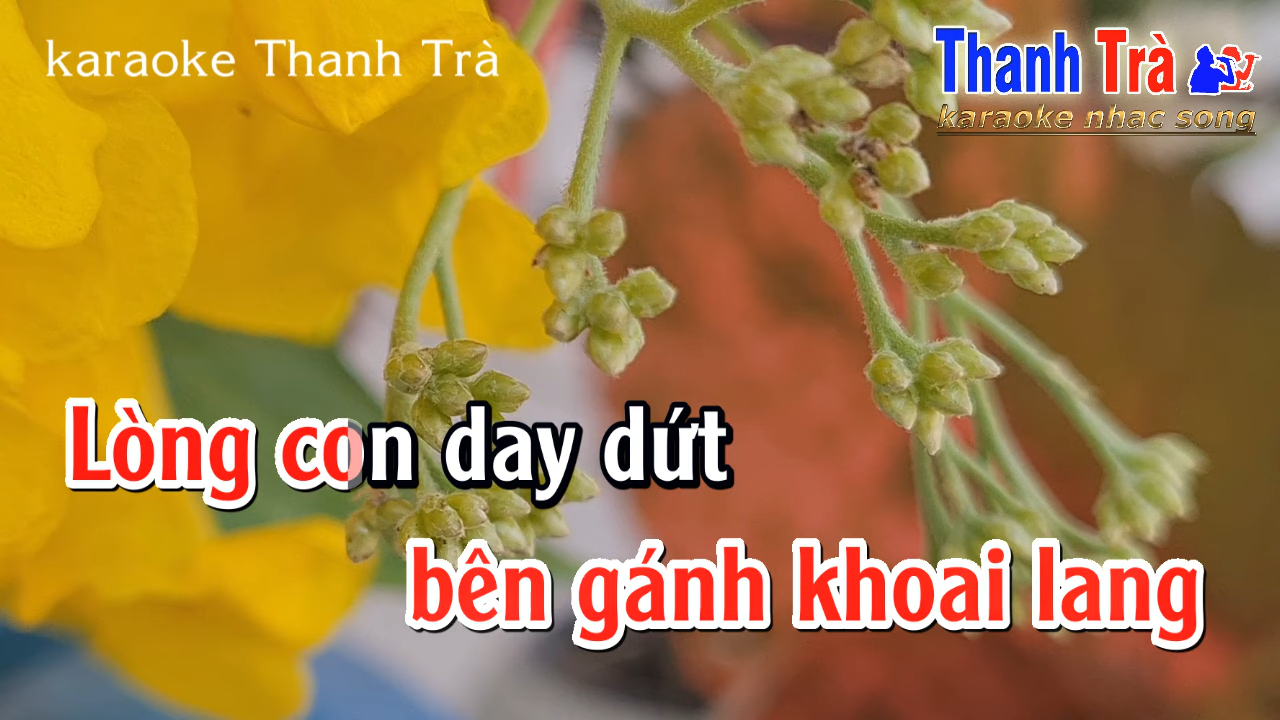 karaoke Thanh Trà
Thanh Trà
karaoke nhac song
Lòng con day dứt
bên gánh khoai lang